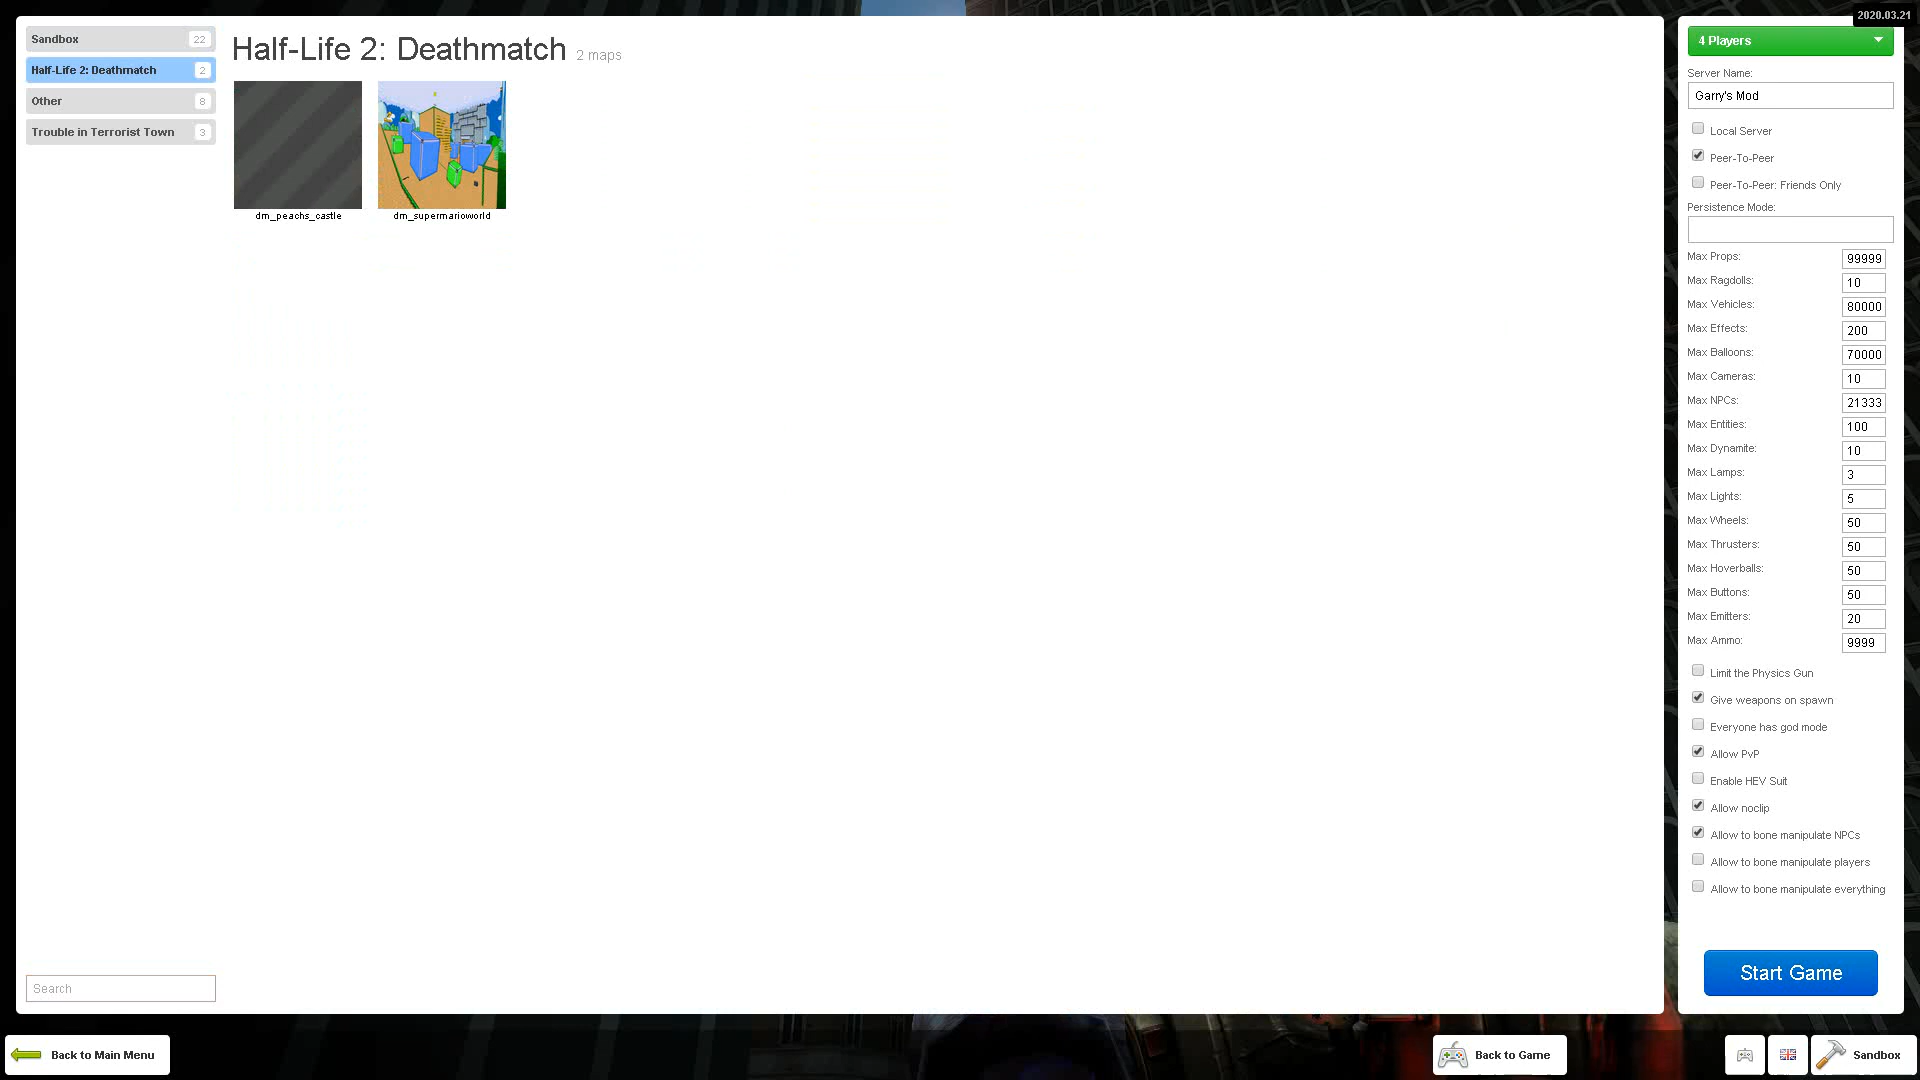 2020.03.21
Sandbox 22
Half-Life 2: Deathmatch 2
Other 8
Trouble in Terrorist Town 3
Search
Half-Life 2: Deathmatch 2 maps
dm_peachs_castle
dm_supermarioworld
4 Players
Server Name:
Garry's Mod
Local Server
Peer-To-Peer
Peer-To-Peer: Friends Only
Persistence Mode:
Max Props: 99999
Max Ragdolls: 10
Max Vehicles: 80000
Max Effects: 200
Max Balloons: 70000
Max Cameras: 10
Max NPCs: 21333
Max Entities: 100
Max Dynamite: 10
Max Lamps: 3
Max Lights: 5
Max Wheels: 50
Max Thrusters: 50
Max Hoverballs: 50
Max Buttons: 50
Max Emitters: 20
Max Ammo: 9999
Limit the Physics Gun
Give weapons on spawn
Everyone has god mode
Allow PvP
Enable HEV Suit
Allow noclip
Allow to bone manipulate NPCs
Allow to bone manipulate players
Allow to bone manipulate everything
Start Game
Back to Main Menu
Back to Game
Sandbox